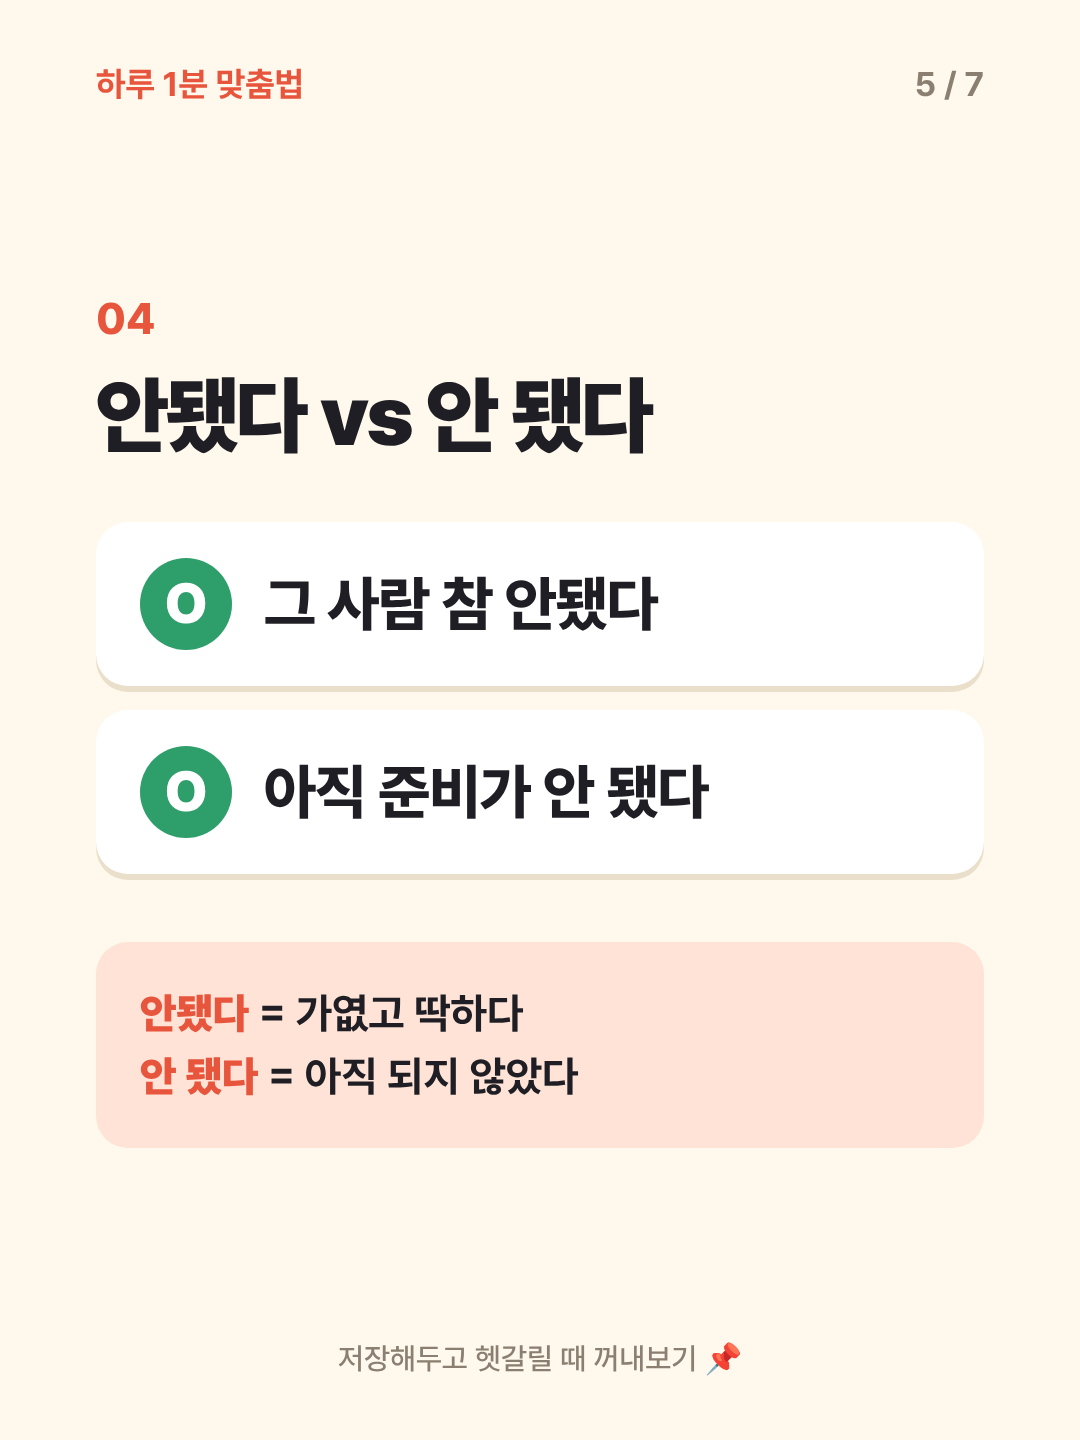 하루 1분 맞춤법
5 / 7
04
안됐다 vs 안 됐다
O 그 사람 참 안됐다
O 아직 준비가 안 됐다
안됐다 = 가엾고 딱하다
안 됐다 = 아직 되지 않았다
저장해두고 헷갈릴 때 꺼내보기 📌